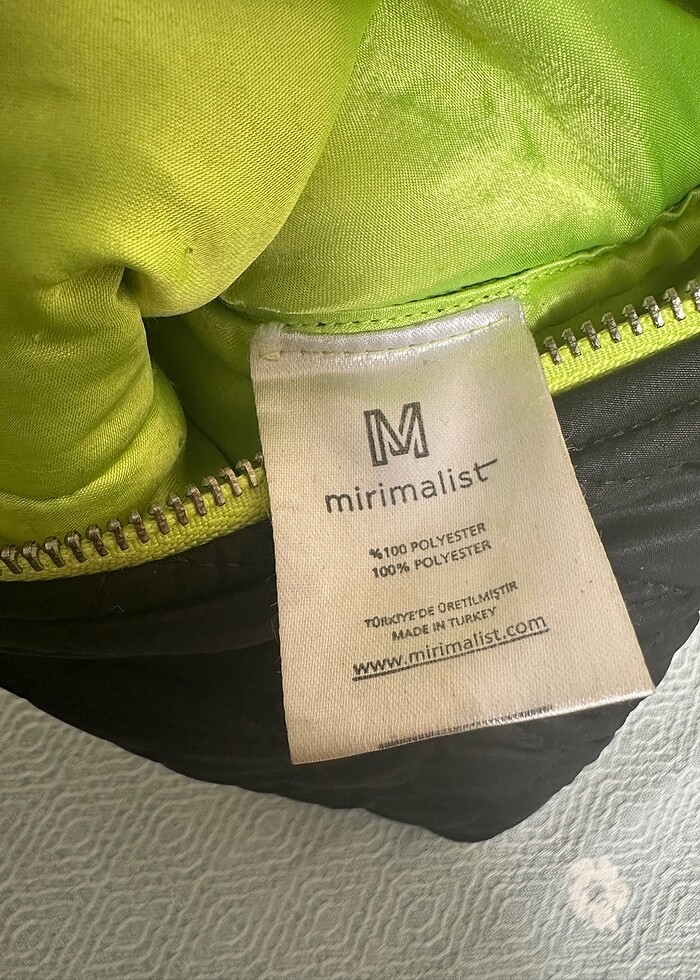 M
mirimalist
%100 POLYESTER
100% POLYESTER
TÜRKİYE'DE ÜRETİLMİŞTİR
MADE IN TURKEY
www.mirimalist.com